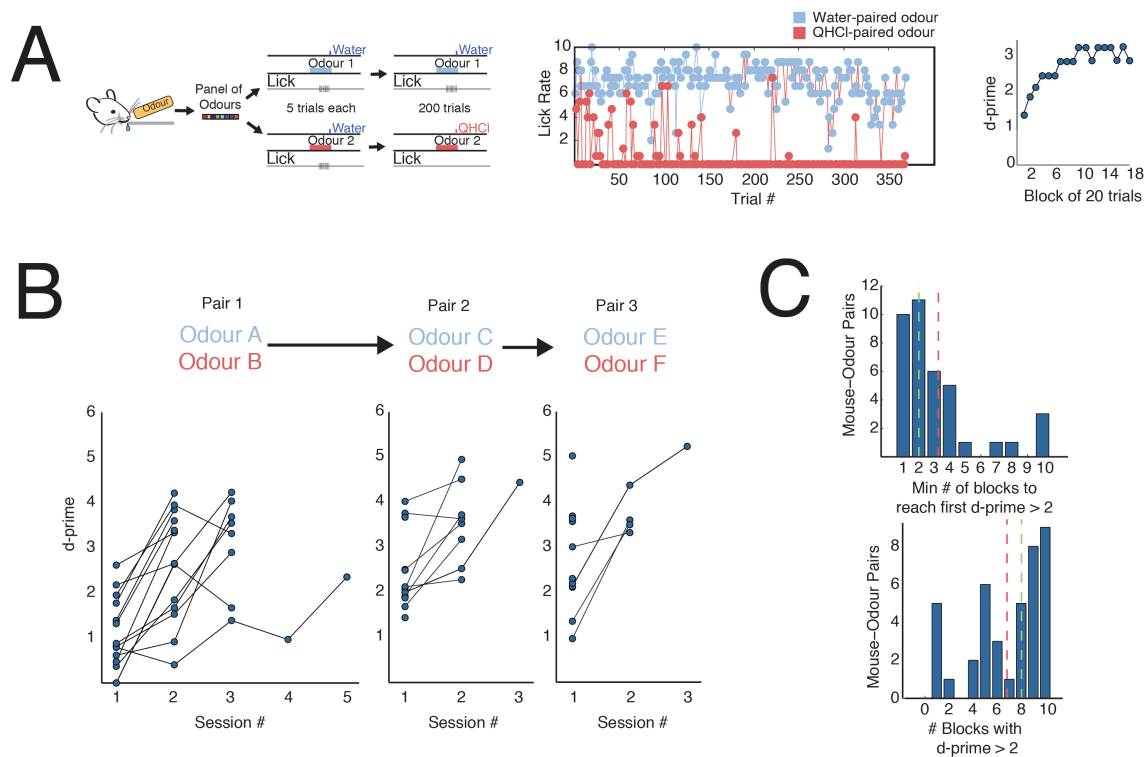 A
Odour
Panel of
Odours
Water
Odour 1
Lick
5 trials each
Water
Odour 2
Lick
Water
Odour 1
Lick
200 trials
QHCl
Odour 2
Lick
Water-paired odour
QHCl-paired odour
Lick Rate
10
8
6
4
2
50 100 150 200 250 300 350
Trial #
d-prime
3
2
1
0
2 6 10 14 18
Block of 20 trials
B
Pair 1
Odour A
Odour B
Pair 2
Odour C
Odour D
Pair 3
Odour E
Odour F
d-prime
6
5
4
3
2
1
1 2 3 4 5
Session #
6
5
4
3
2
1
1 2 3
Session #
6
5
4
3
2
1
1 2 3
Session #
C
Mouse–Odour Pairs
12
10
8
6
4
2
1 2 3 4 5 6 7 8 9 10
Min # of blocks to
reach first d-prime > 2
Mouse–Odour Pairs
8
6
4
2
0
0 2 4 6 8 10
# Blocks with
d-prime > 2